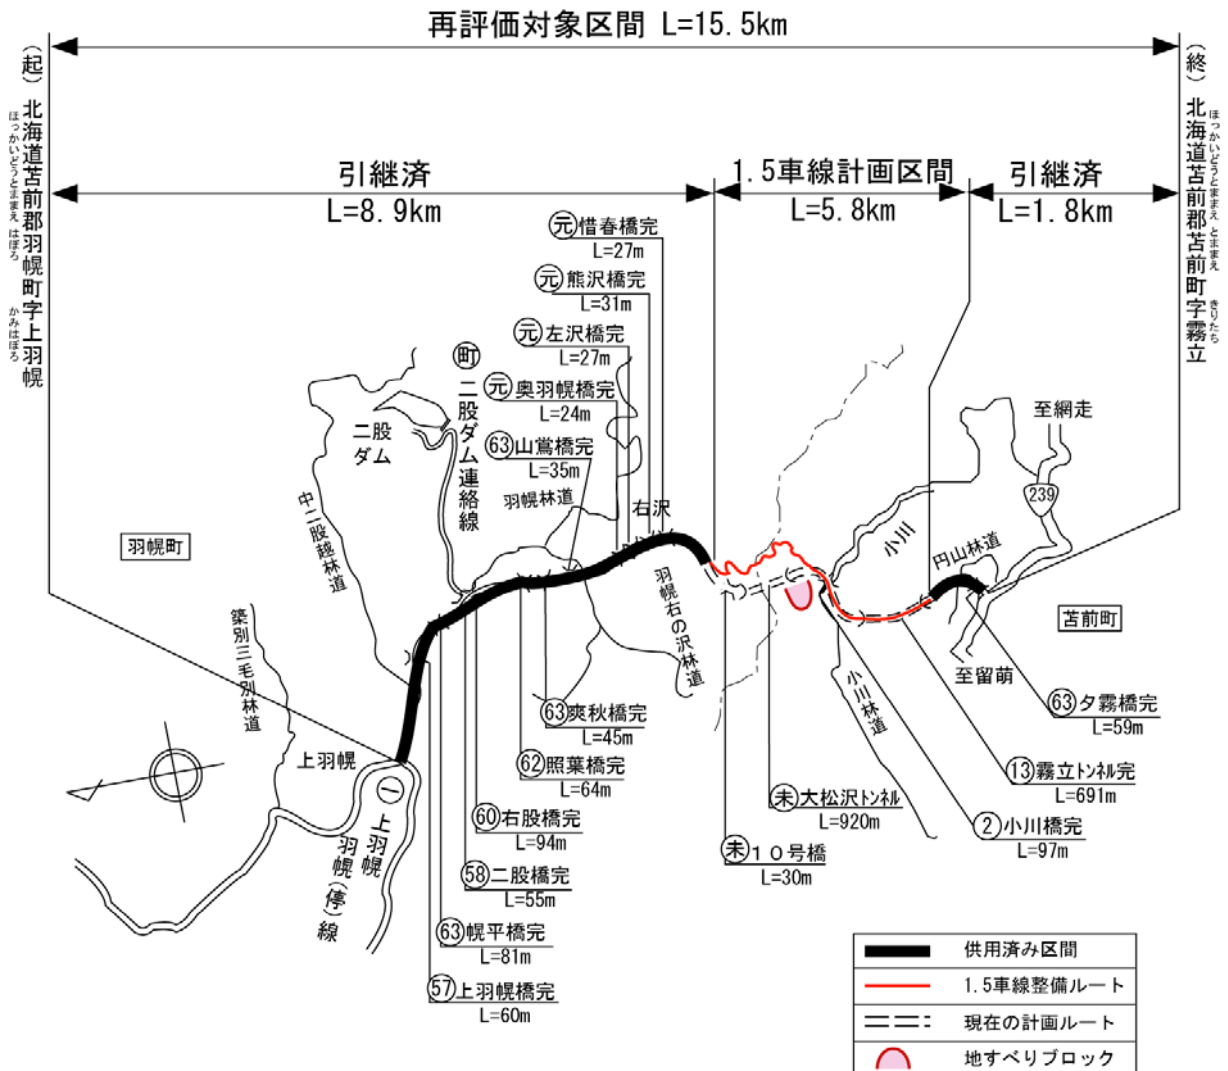 再評価対象区間 L=15.5km
(起) 北海道苫前郡羽幌町字上羽幌
ほっかいどうとままえ はぼろ かみはぼろ
(終) 北海道苫前郡苫前町字霧立
ほっかいどうとままえ とままえ きりたち
引継済
L=8.9km
1.5車線計画区間
L=5.8km
引継済
L=1.8km
元 惜春橋完
L=27m
元 熊沢橋完
L=31m
元 左沢橋完
L=27m
元 奥羽幌橋完
L=24m
63 山鴬橋完
L=35m
町 二股ダム連絡線
二股
ダム
中二股越林道
羽幌林道
右沢
羽幌町
築別三毛別林道
羽幌右の沢林道
小川
円山林道
至網走
239
苫前町
至留萌
小川林道
上羽幌
一 上羽幌
羽幌(停)線
63 爽秋橋完
L=45m
62 照葉橋完
L=64m
60 右股橋完
L=94m
58 二股橋完
L=55m
63 幌平橋完
L=81m
57 上羽幌橋完
L=60m
63 夕霧橋完
L=59m
13 霧立トンネル完
L=691m
2 小川橋完
L=97m
未 大松沢トンネル
L=920m
未 10号橋
L=30m
供用済み区間
1.5車線整備ルート
現在の計画ルート
地すべりブロック